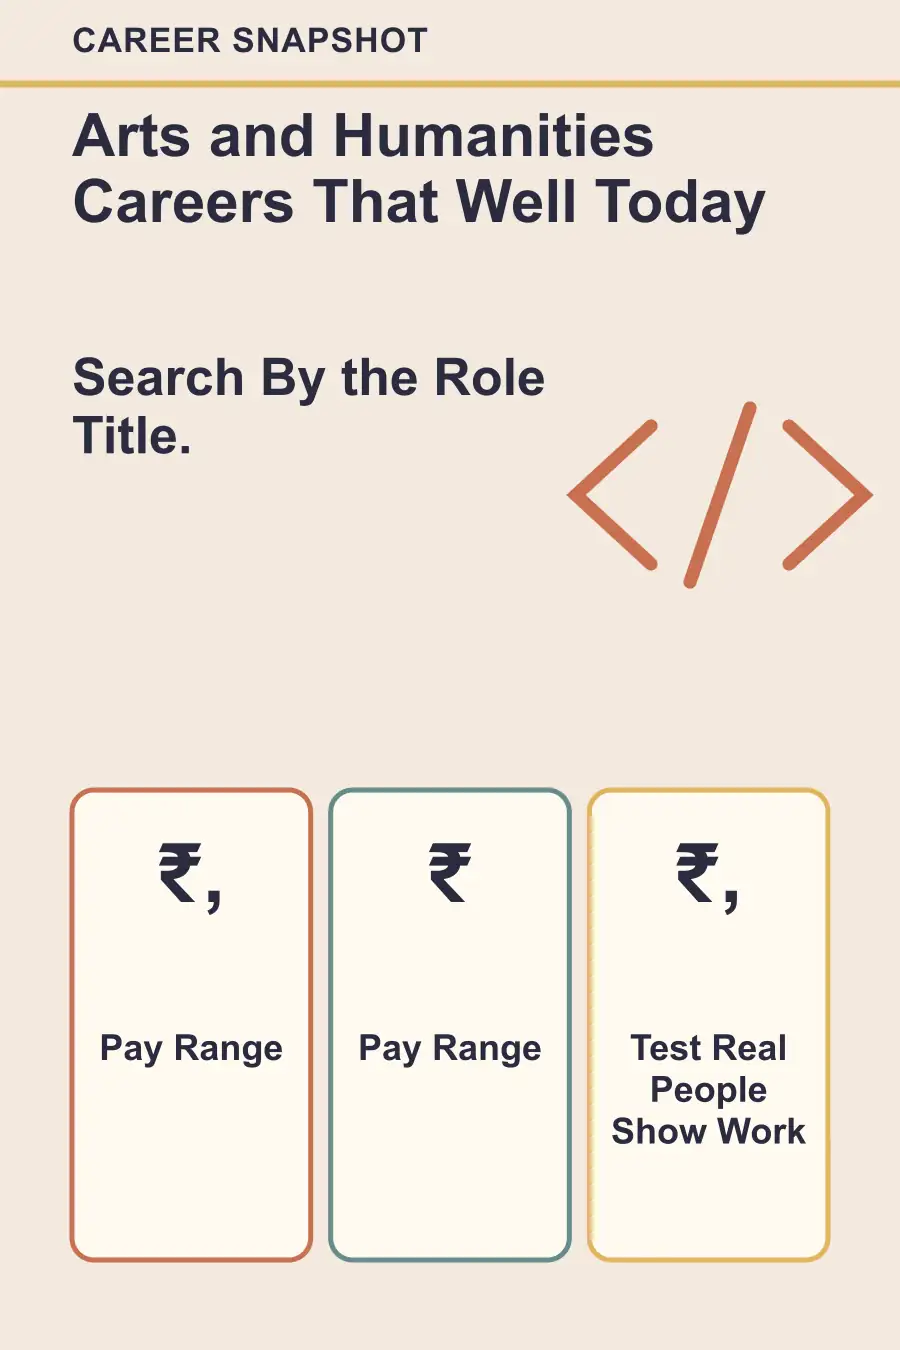 CAREER SNAPSHOT
Arts and Humanities
Careers That Well Today
Search By the Role
Title.
</>
₹,
Pay Range
₹
Pay Range
₹,
Test Real
People
Show Work